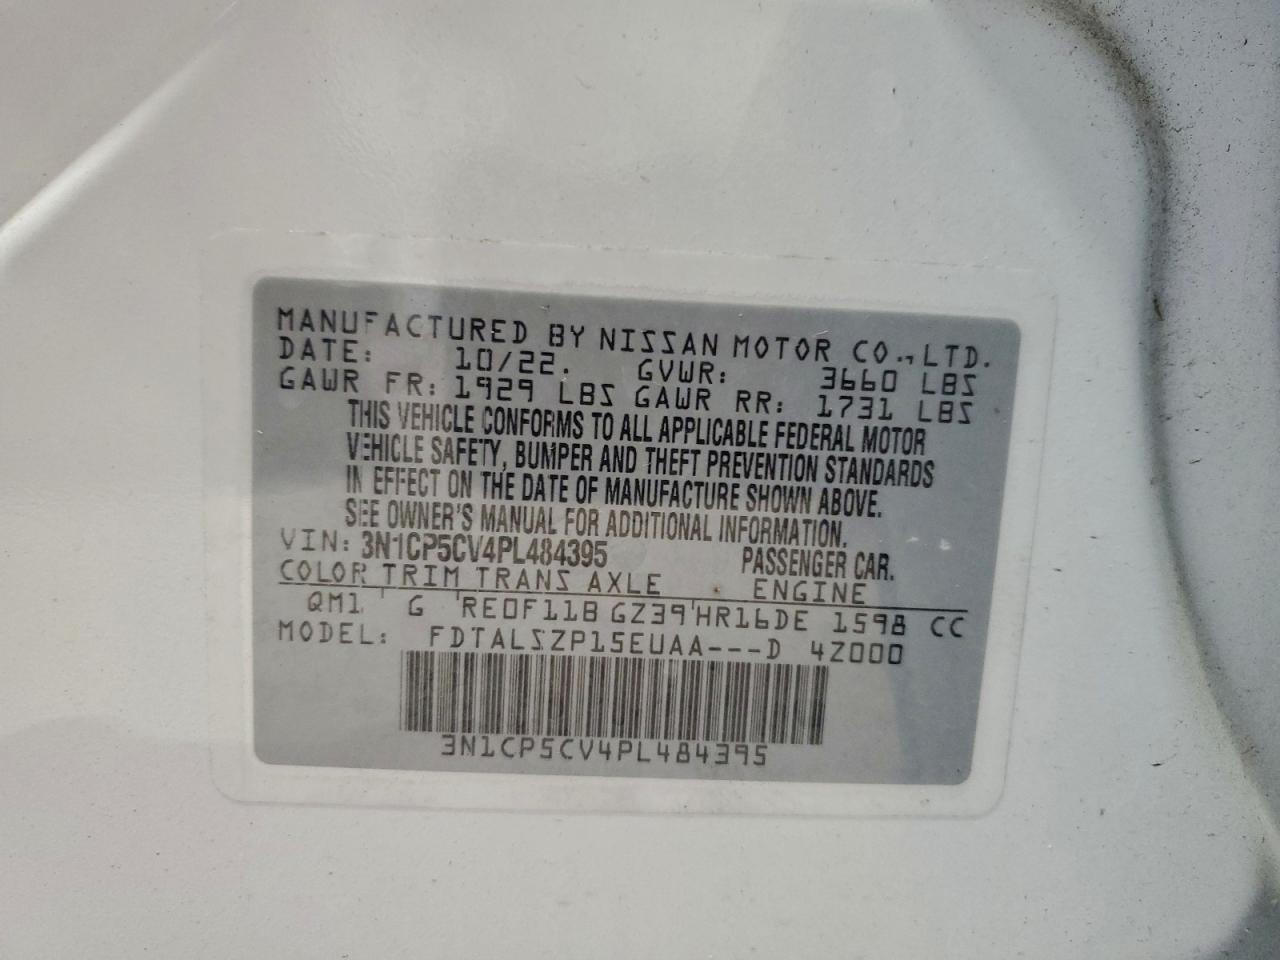 MANUFACTURED BY NISSAN MOTOR CO., LTD.
DATE: 10/22. GVWR: 3660 LBS
GAWR FR: 1929 LBS GAWR RR: 1731 LBS
THIS VEHICLE CONFORMS TO ALL APPLICABLE FEDERAL MOTOR
VEHICLE SAFETY, BUMPER AND THEFT PREVENTION STANDARDS
IN EFFECT ON THE DATE OF MANUFACTURE SHOWN ABOVE.
SEE OWNER'S MANUAL FOR ADDITIONAL INFORMATION.
VIN: 3N1CP5CV4PL484395 PASSENGER CAR.
COLOR TRIM TRANS AXLE ENGINE
QM1 G RE0F11B GZ39 HR16DE 1598 CC
MODEL: FDTALSZP15EUAA---D 4Z000
3N1CP5CV4PL484395